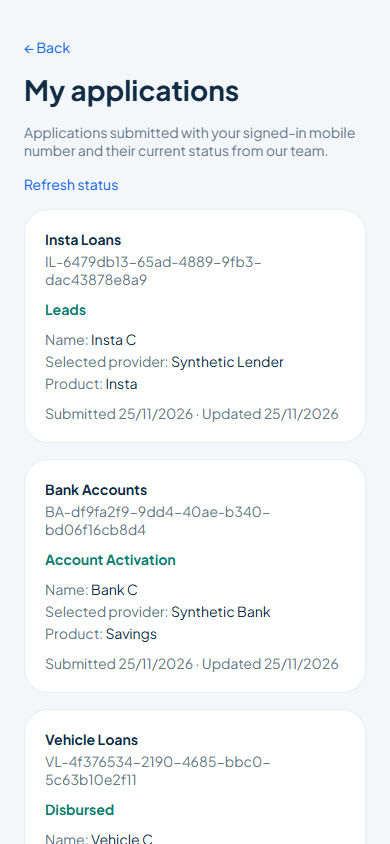 ← Back
My applications
Applications submitted with your signed-in mobile
number and their current status from our team.
Refresh status
Insta Loans
IL-6479db13-65ad-4889-9fb3-
dac43878e8a9
Leads
Name: Insta C
Selected provider: Synthetic Lender
Product: Insta
Submitted 25/11/2026 · Updated 25/11/2026
Bank Accounts
BA-df9fa2f9-9dd4-40ae-b340-
bd06f16cb8d4
Account Activation
Name: Bank C
Selected provider: Synthetic Bank
Product: Savings
Submitted 25/11/2026 · Updated 25/11/2026
Vehicle Loans
VL-4f376534-2190-4685-bbc0-
5c63b10e2f11
Disbursed
Name: Vehicle C